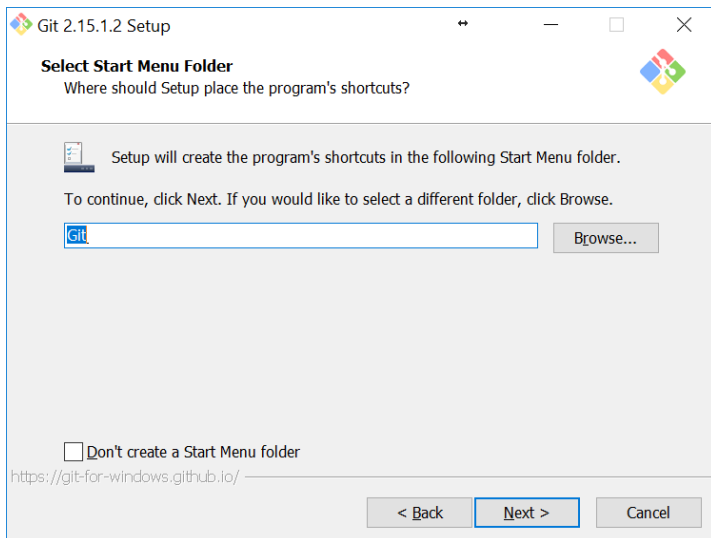 Git 2.15.1.2 Setup
Select Start Menu Folder
Where should Setup place the program's shortcuts?
Setup will create the program's shortcuts in the following Start Menu folder.
To continue, click Next. If you would like to select a different folder, click Browse.
Git
Browse...
Don't create a Start Menu folder
https://git-for-windows.github.io/
< Back
Next >
Cancel